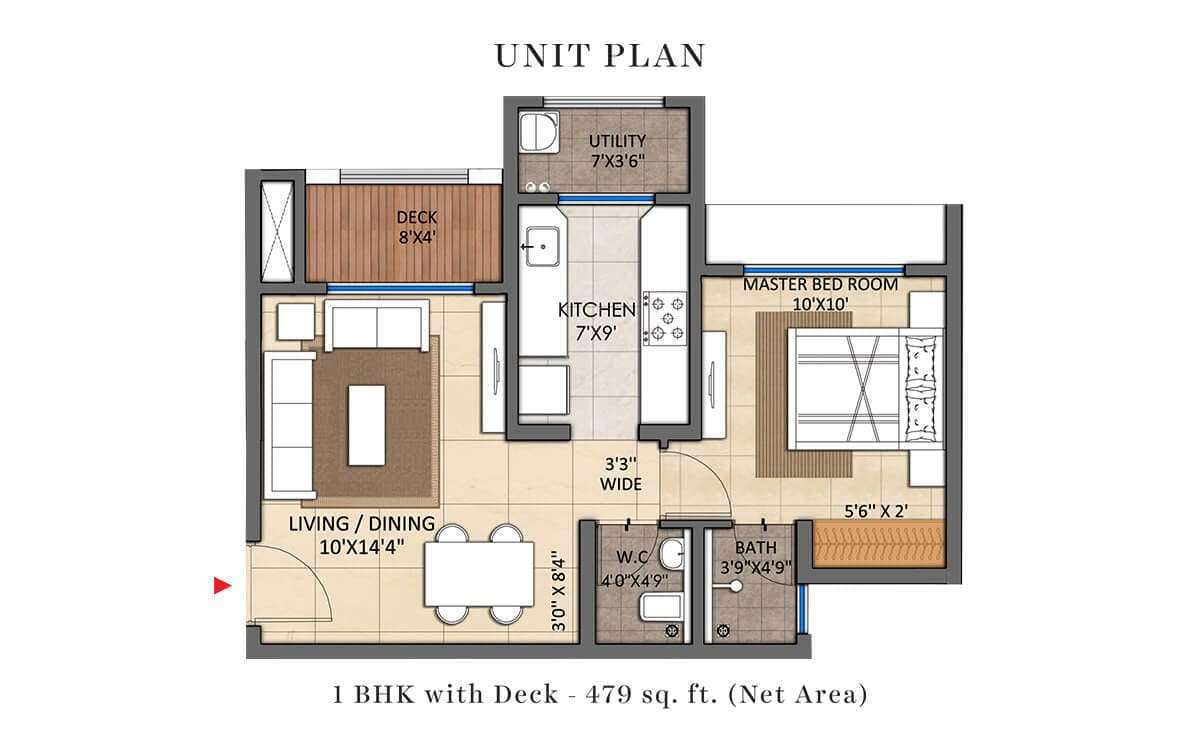 UNIT PLAN
UTILITY
7'X3'6"
DECK
8'X4'
KITCHEN
7'X9'
MASTER BED ROOM
10'X10'
3'3"
WIDE
LIVING / DINING
10'X14'4"
5'6" X 2'
3'0" X 8'4"
W.C
4'0"X4'9"
BATH
3'9"X4'9"
1 BHK with Deck - 479 sq. ft. (Net Area)